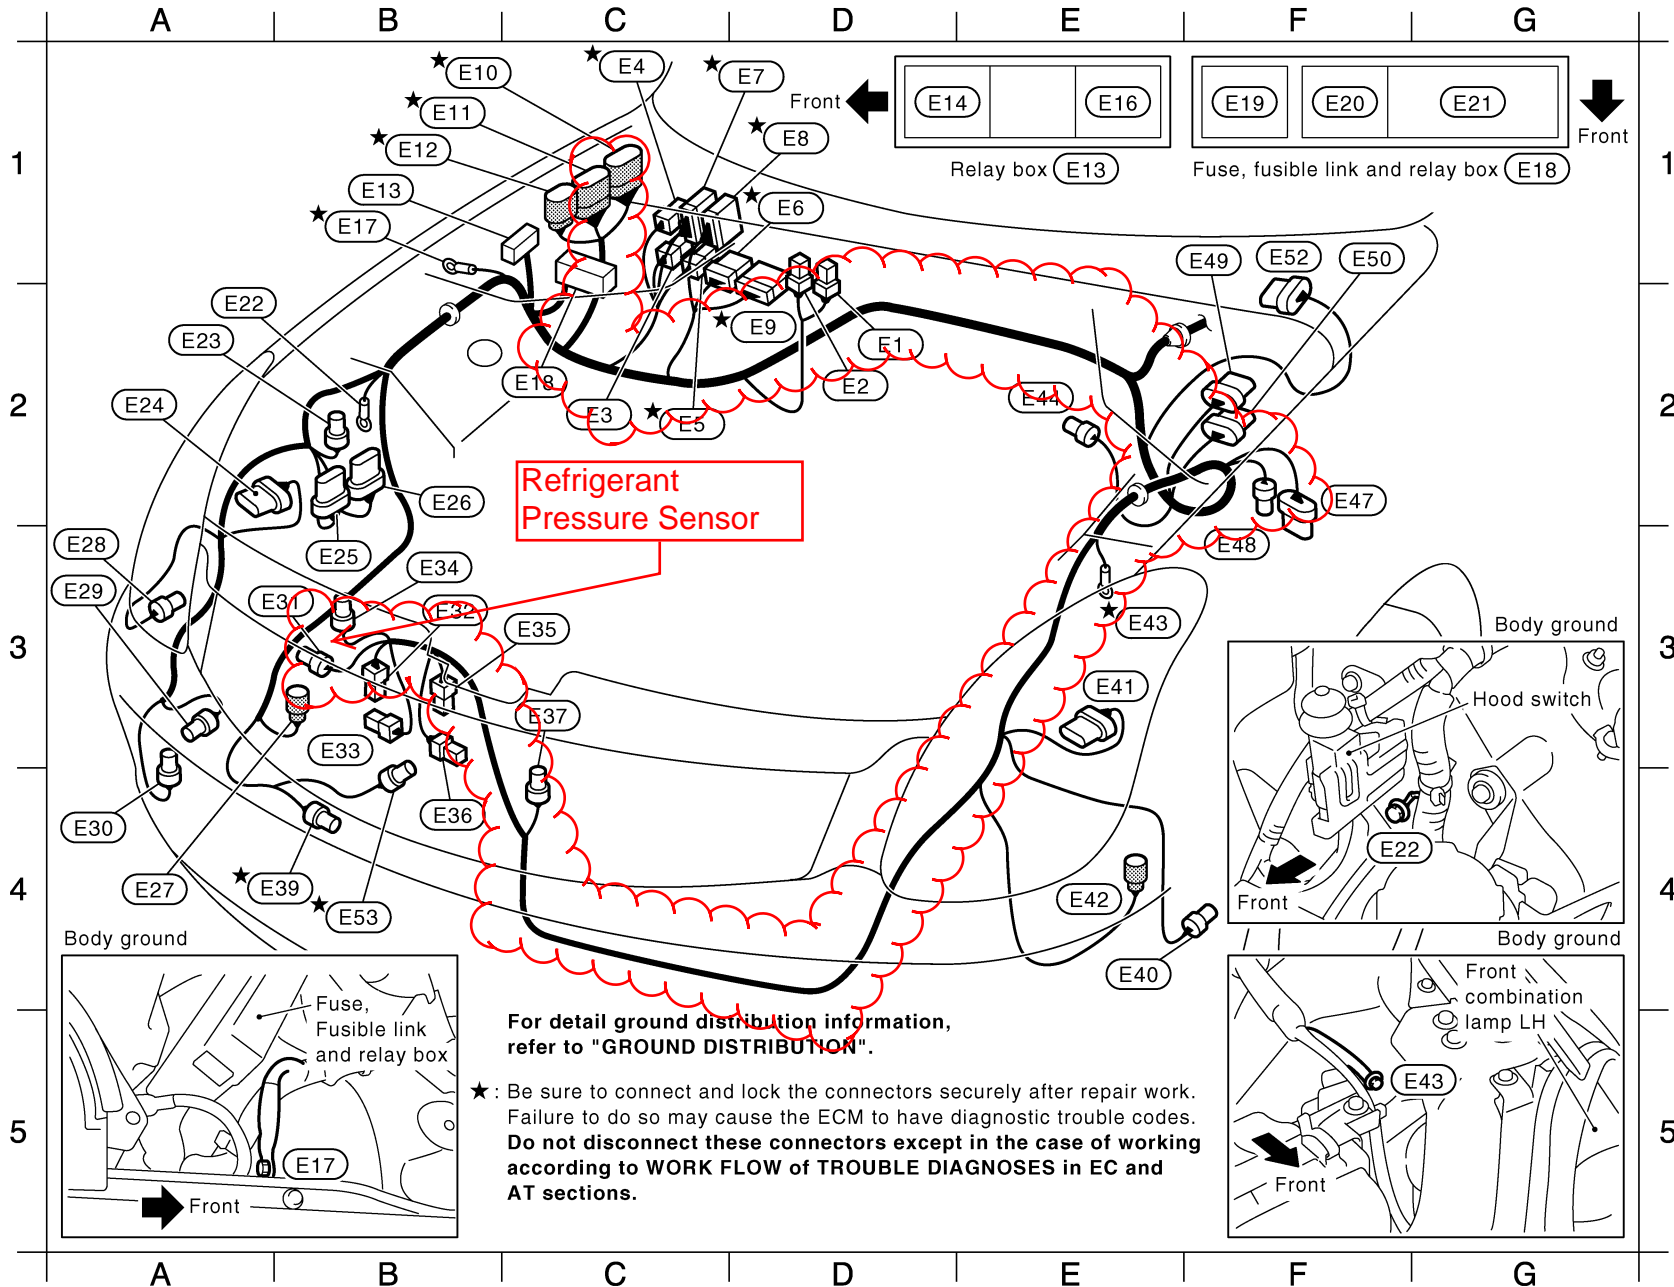 A B C D E F G
1
2
3
4
5
★ E10
★ E4
★ E7
★ E11
★ E8
★ E12
E13
★ E6
★ E17
Front
E14
E16
Relay box E13
E19
E20
E21
Front
Fuse, fusible link and relay box E18
E49
E52
E50
E22
★ E9
E23
E1
E18
E2
E24
E3
★ E5
E44
Refrigerant
Pressure Sensor
E26
E47
E25
E48
E28
E34
E29
E31
E32
E35
★ E43
E41
E37
E33
E36
E30
E27
★ E39
★ E53
E42
E40
Body ground
Hood switch
E22
Front
Body ground
Fuse,
Fusible link
and relay box
E17
Front
Body ground
Front
combination
lamp LH
E43
Front
For detail ground distribution information,
refer to "GROUND DISTRIBUTION".
★ : Be sure to connect and lock the connectors securely after repair work.
Failure to do so may cause the ECM to have diagnostic trouble codes.
Do not disconnect these connectors except in the case of working
according to WORK FLOW of TROUBLE DIAGNOSES in EC and
AT sections.
1
2
3
4
5
A B C D E F G